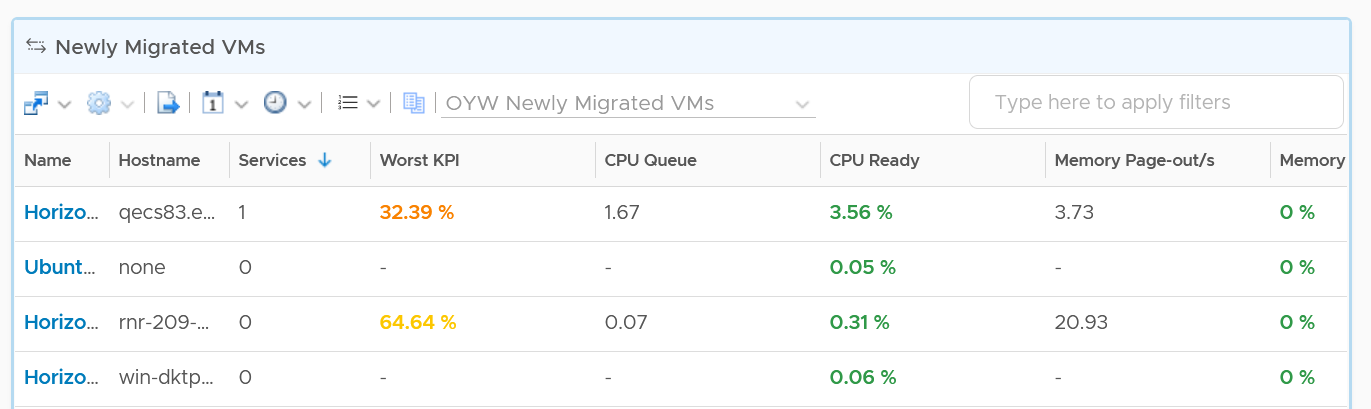 Newly Migrated VMs
1 OYW Newly Migrated VMs Type here to apply filters
Name Hostname Services Worst KPI CPU Queue CPU Ready Memory Page-out/s Memory
Horizo... qecs83.e... 1 32.39 % 1.67 3.56 % 3.73 0 %
Ubunt... none 0 - - 0.05 % - 0 %
Horizo... rnr-209-... 0 64.64 % 0.07 0.31 % 20.93 0 %
Horizo... win-dktp... 0 - - 0.06 % - 0 %